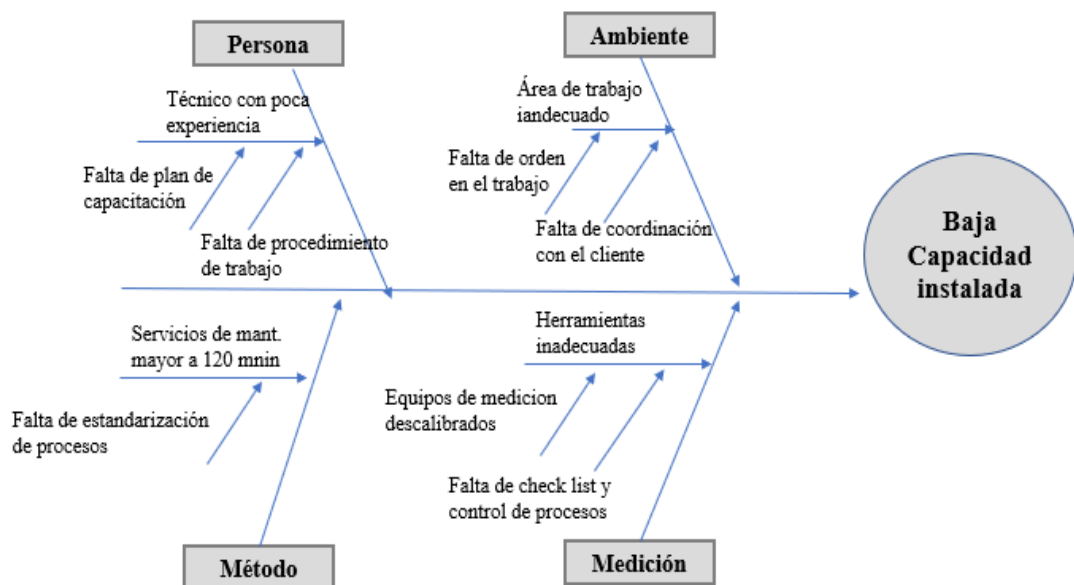 Persona
Ambiente
Técnico con poca
experiencia
Falta de plan de
capacitación
Falta de procedimiento
de trabajo
Área de trabajo
iandecuado
Falta de orden
en el trabajo
Falta de coordinación
con el cliente
Baja
Capacidad
instalada
Servicios de mant.
mayor a 120 mnin
Falta de estandarización
de procesos
Herramientas
inadecuadas
Equipos de medicion
descalibrados
Falta de check list y
control de procesos
Método
Medición